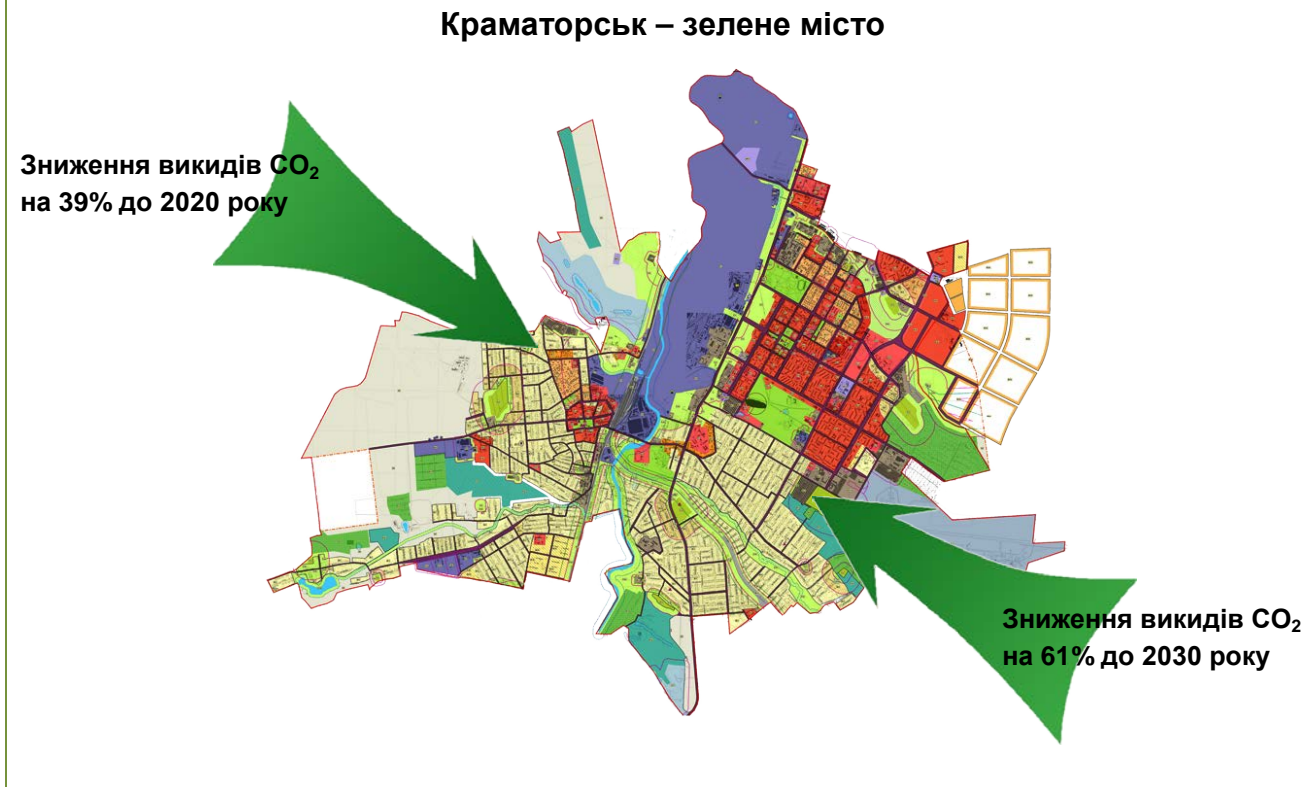 Краматорськ – зелене місто
Зниження викидів CO₂
на 39% до 2020 року
Зниження викидів CO₂
на 61% до 2030 року